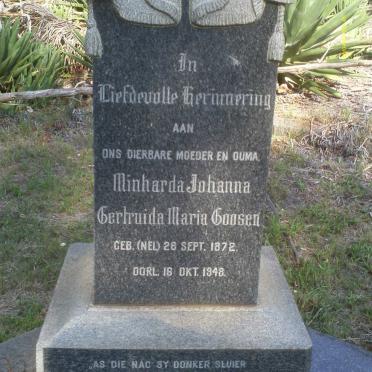 In
Liefdevolle Herinnering
AAN
ONS DIERBARE MOEDER EN OUMA
Minharda Johanna
Gertruida Maria Goosen
GEB. (NEL) 28 SEPT. 1872.
OORL. 16 OKT. 1948.
„AS DIE NAG SY DONKER SLUIER